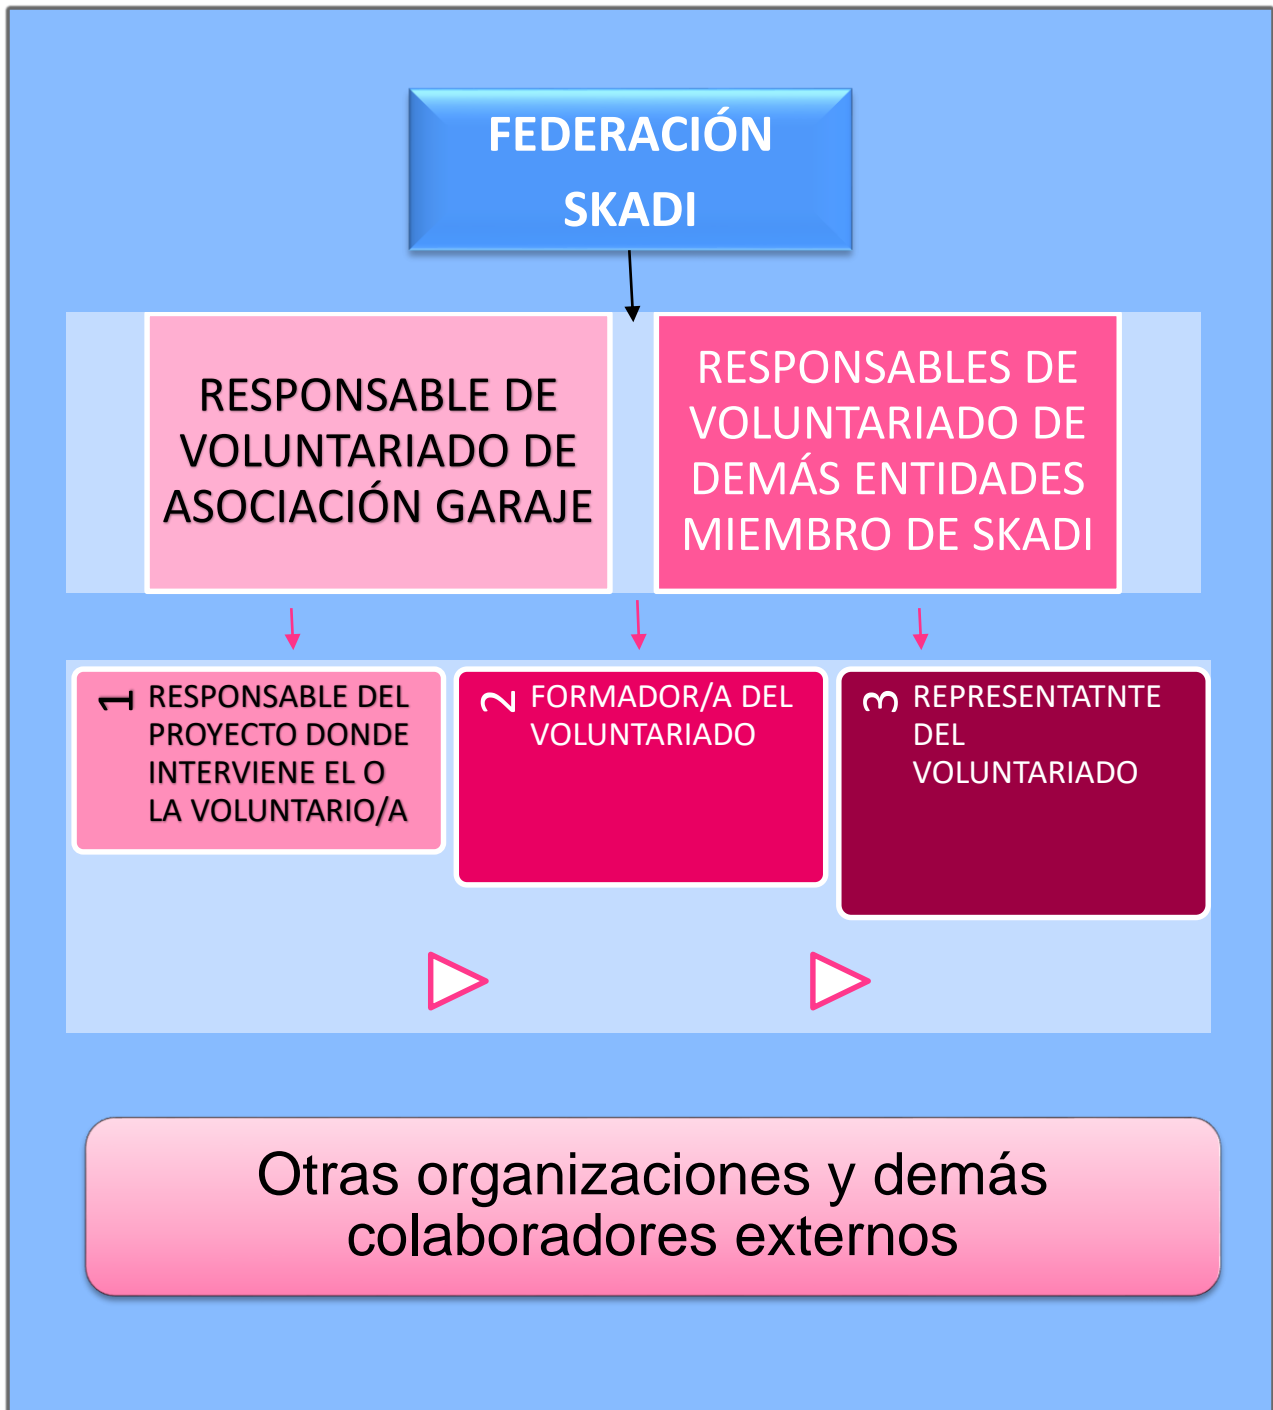 FEDERACIÓN
SKADI
RESPONSABLE DE
VOLUNTARIADO DE
ASOCIACIÓN GARAJE
RESPONSABLES DE
VOLUNTARIADO DE
DEMÁS ENTIDADES
MIEMBRO DE SKADI
1
RESPONSABLE DEL
PROYECTO DONDE
INTERVIENE EL O
LA VOLUNTARIO/A
2
FORMADOR/A DEL
VOLUNTARIADO
3
REPRESENTATNTE
DEL
VOLUNTARIADO
Otras organizaciones y demás
colaboradores externos